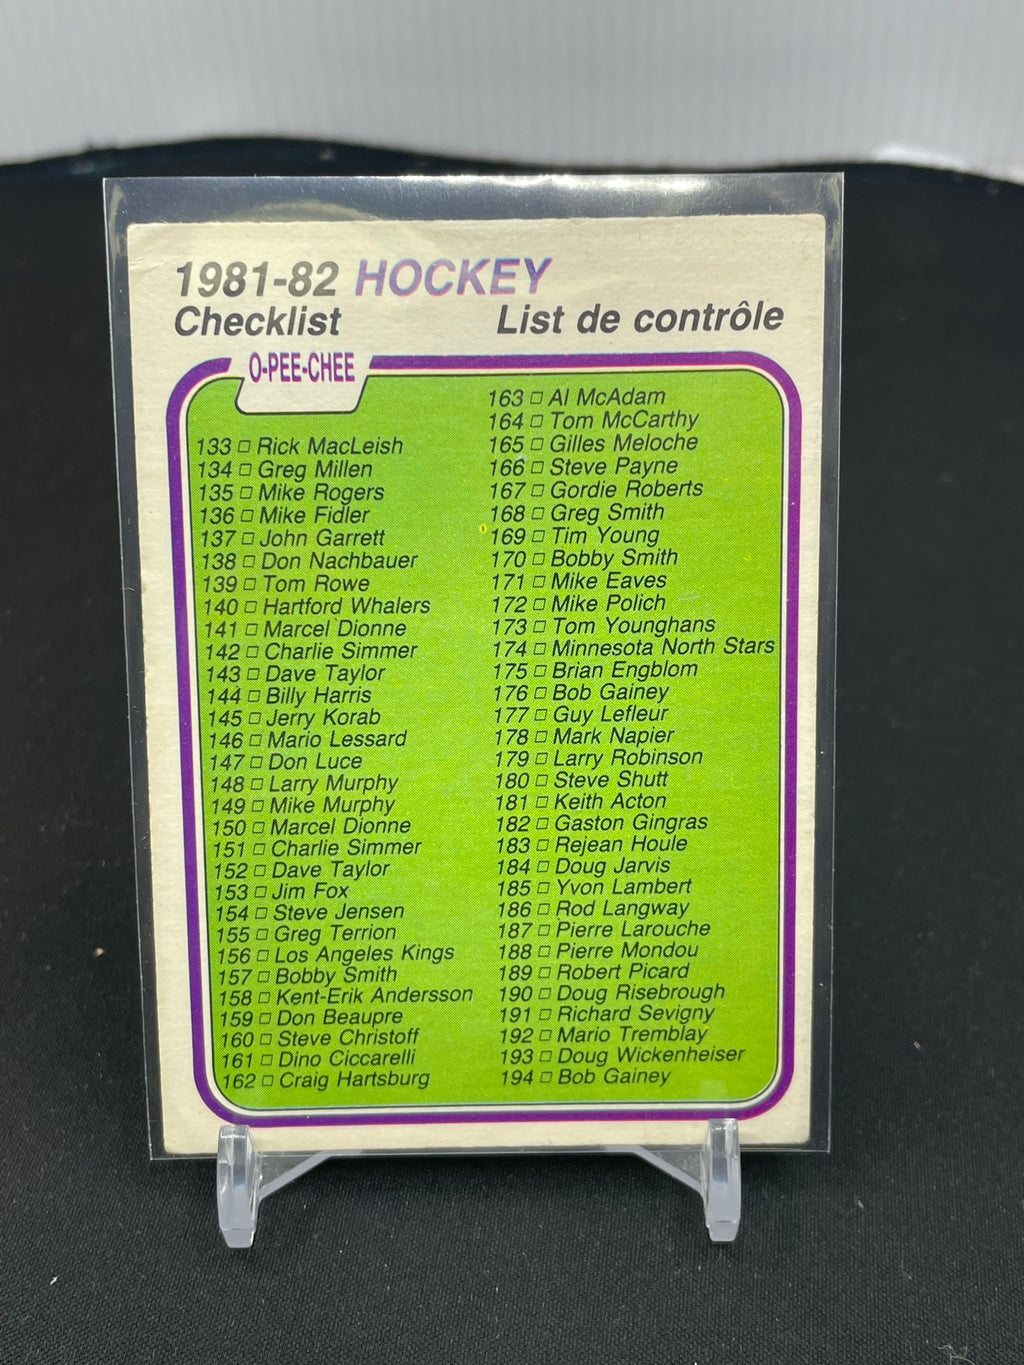 1981-82 HOCKEY
Checklist
List de contrôle
O-PEE-CHEE
133 □ Rick MacLeish
134 □ Greg Millen
135 □ Mike Rogers
136 □ Mike Fidler
137 □ John Garrett
138 □ Don Nachbauer
139 □ Tom Rowe
140 □ Hartford Whalers
141 □ Marcel Dionne
142 □ Charlie Simmer
143 □ Dave Taylor
144 □ Billy Harris
145 □ Jerry Korab
146 □ Mario Lessard
147 □ Don Luce
148 □ Larry Murphy
149 □ Mike Murphy
150 □ Marcel Dionne
151 □ Charlie Simmer
152 □ Dave Taylor
153 □ Jim Fox
154 □ Steve Jensen
155 □ Greg Terrion
156 □ Los Angeles Kings
157 □ Bobby Smith
158 □ Kent-Erik Andersson
159 □ Don Beaupre
160 □ Steve Christoff
161 □ Dino Ciccarelli
162 □ Craig Hartsburg
163 □ Al McAdam
164 □ Tom McCarthy
165 □ Gilles Meloche
166 □ Steve Payne
167 □ Gordie Roberts
168 □ Greg Smith
169 □ Tim Young
170 □ Bobby Smith
171 □ Mike Eaves
172 □ Mike Polich
173 □ Tom Younghans
174 □ Minnesota North Stars
175 □ Brian Engblom
176 □ Bob Gainey
177 □ Guy Lefleur
178 □ Mark Napier
179 □ Larry Robinson
180 □ Steve Shutt
181 □ Keith Acton
182 □ Gaston Gingras
183 □ Rejean Houle
184 □ Doug Jarvis
185 □ Yvon Lambert
186 □ Rod Langway
187 □ Pierre Larouche
188 □ Pierre Mondou
189 □ Robert Picard
190 □ Doug Risebrough
191 □ Richard Sevigny
192 □ Mario Tremblay
193 □ Doug Wickenheiser
194 □ Bob Gainey